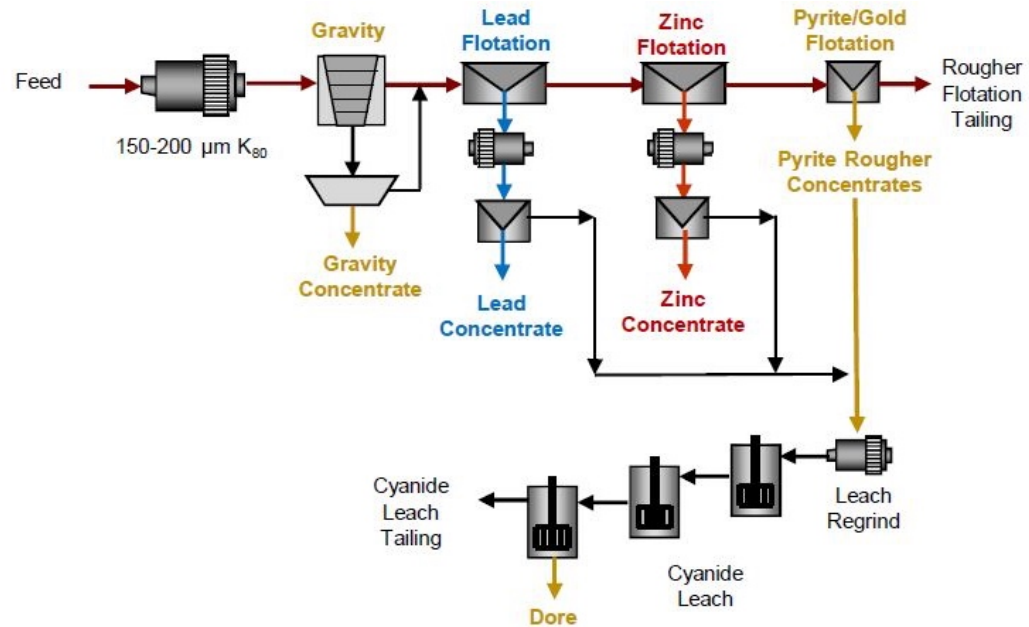 Gravity
Lead
Flotation
Zinc
Flotation
Pyrite/Gold
Flotation
Feed
Rougher
Flotation
Tailing
150-200 µm K₈₀
Pyrite Rougher
Concentrates
Gravity
Concentrate
Lead
Concentrate
Zinc
Concentrate
Cyanide
Leach
Tailing
Leach
Regrind
Cyanide
Leach
Dore